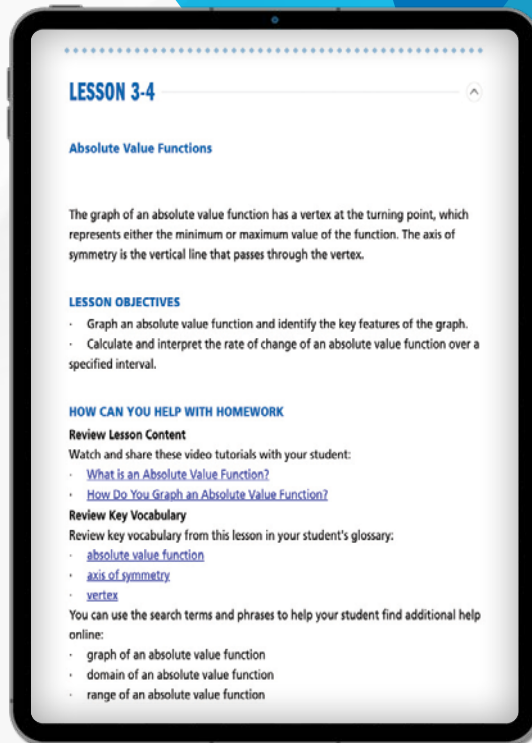 LESSON 3-4
Absolute Value Functions
The graph of an absolute value function has a vertex at the turning point, which
represents either the minimum or maximum value of the function. The axis of
symmetry is the vertical line that passes through the vertex.
LESSON OBJECTIVES
· Graph an absolute value function and identify the key features of the graph.
· Calculate and interpret the rate of change of an absolute value function over a
specified interval.
HOW CAN YOU HELP WITH HOMEWORK
Review Lesson Content
Watch and share these video tutorials with your student:
· What is an Absolute Value Function?
· How Do You Graph an Absolute Value Function?
Review Key Vocabulary
Review key vocabulary from this lesson in your student's glossary:
· absolute value function
· axis of symmetry
· vertex
You can use the search terms and phrases to help your student find additional help
online:
· graph of an absolute value function
· domain of an absolute value function
· range of an absolute value function